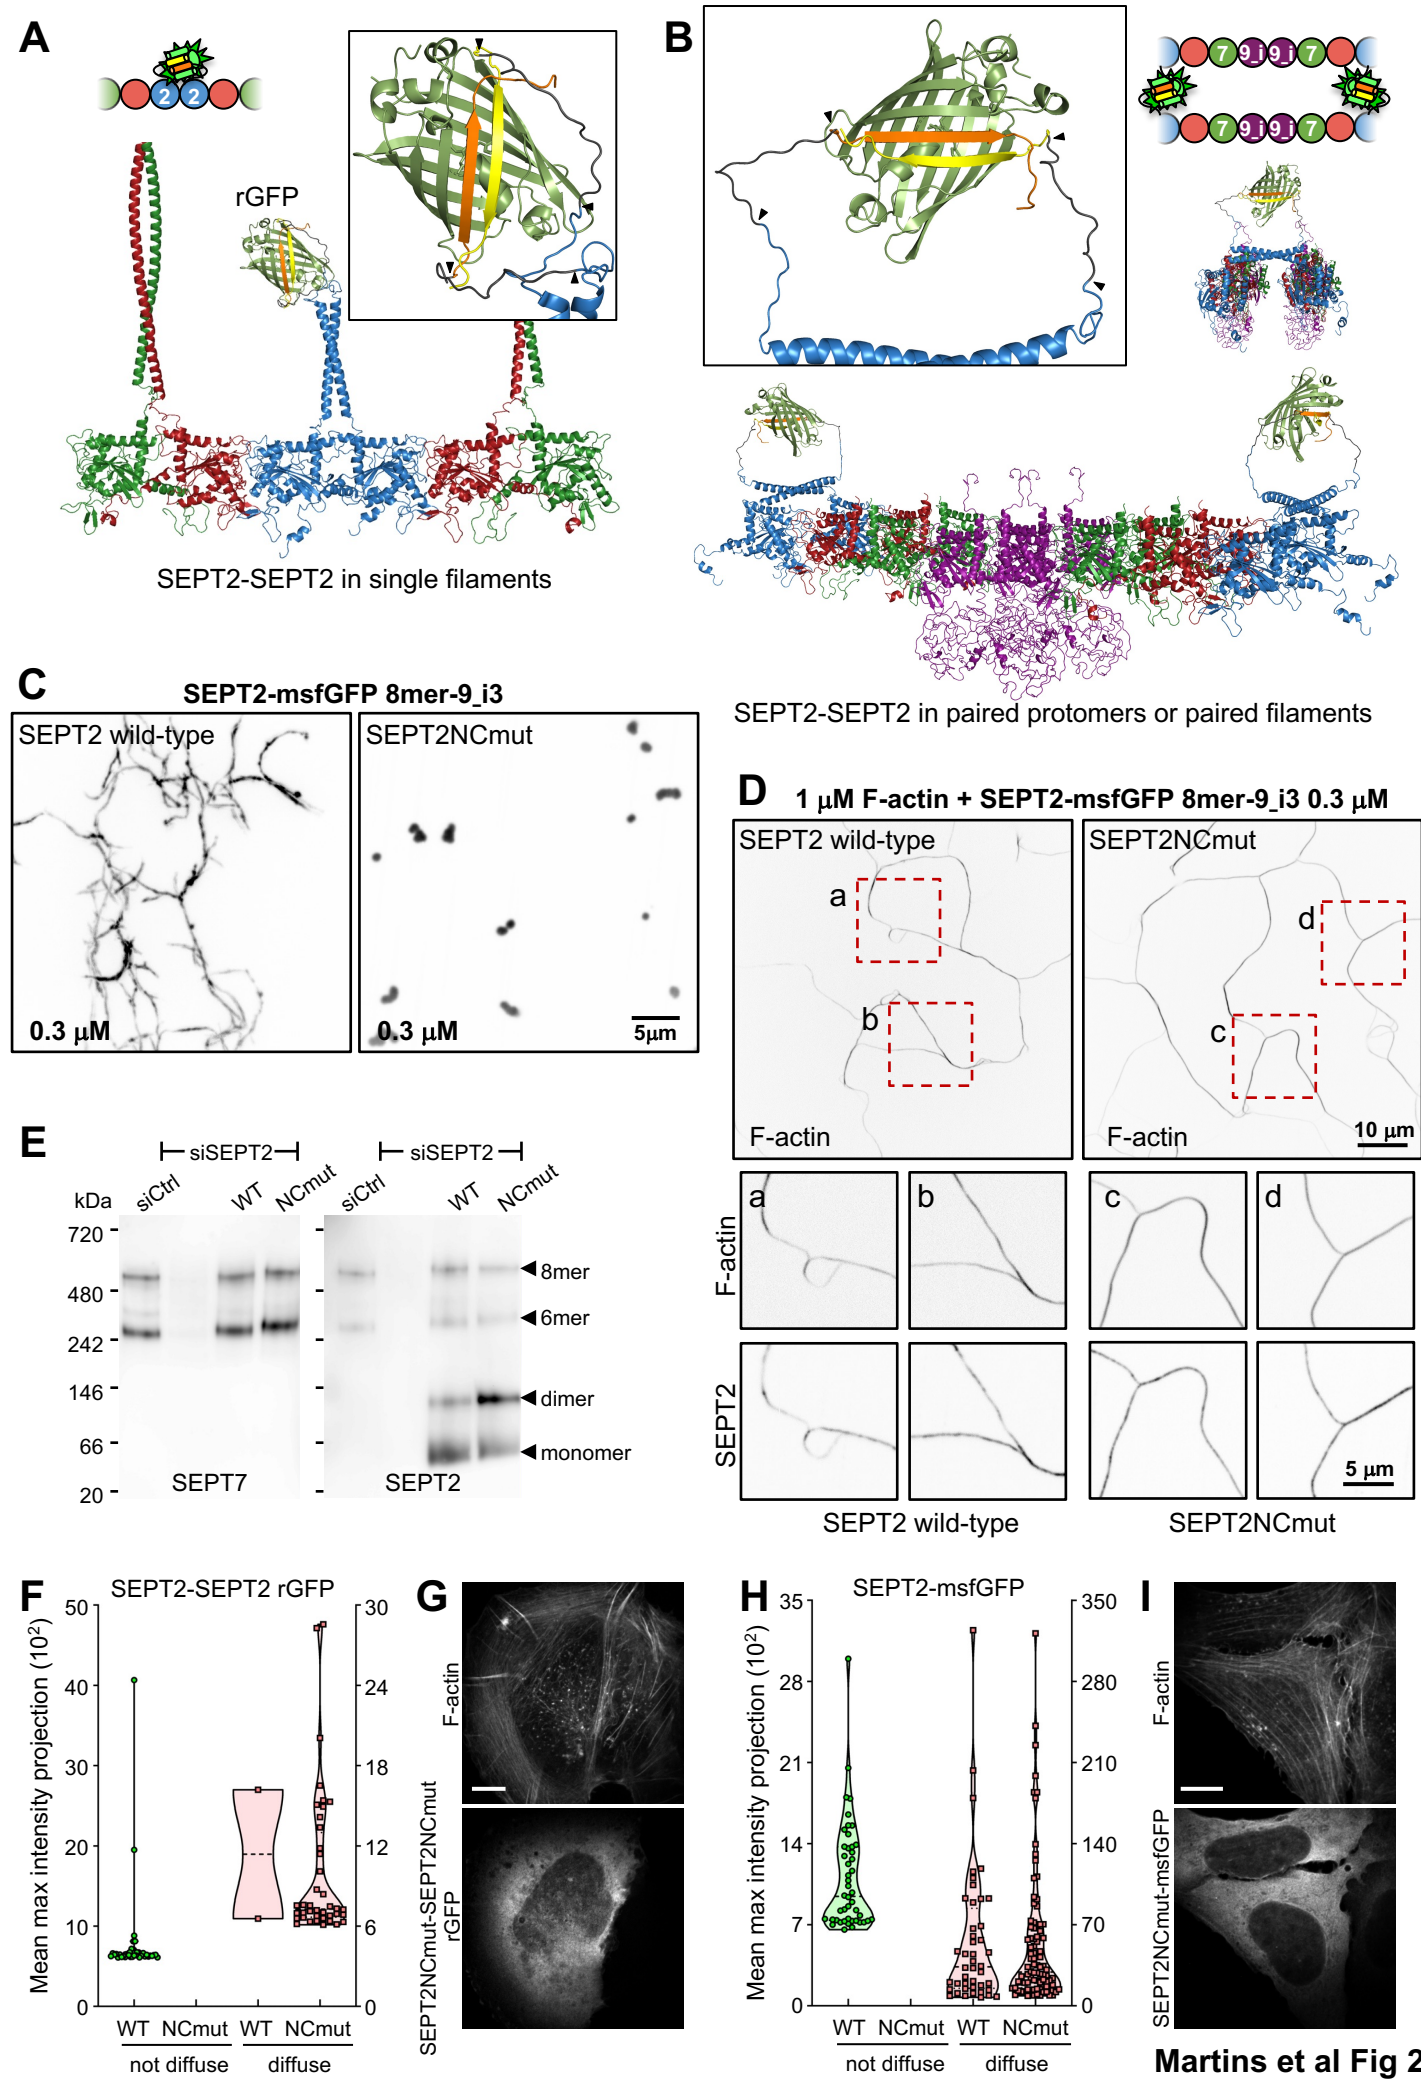 A
2 2
rGFP
SEPT2-SEPT2 in single filaments
B
7 9_i 9_i 7
7 9_i 9_i 7
SEPT2-SEPT2 in paired protomers or paired filaments
C
SEPT2-msfGFP 8mer-9_i3
SEPT2 wild-type
SEPT2NCmut
0.3 μM
0.3 μM
5μm
D
1 μM F-actin + SEPT2-msfGFP 8mer-9_i3 0.3 μM
SEPT2 wild-type
SEPT2NCmut
a
b
c
d
F-actin
F-actin
10 μm
a
b
c
d
F-actin
SEPT2
5 μm
SEPT2 wild-type
SEPT2NCmut
E
siSEPT2
siSEPT2
kDa
siCtrl
WT
NCmut
siCtrl
WT
NCmut
720
480
242
146
66
20
8mer
6mer
dimer
monomer
SEPT7
SEPT2
F
SEPT2-SEPT2 rGFP
Mean max intensity projection (10²)
50
40
30
20
10
0
30
24
18
12
6
0
WT NCmut WT NCmut
not diffuse diffuse
G
F-actin
SEPT2NCmut-SEPT2NCmut
rGFP
H
SEPT2-msfGFP
Mean max intensity projection (10²)
35
28
21
14
7
0
350
280
210
140
70
0
WT NCmut WT NCmut
not diffuse diffuse
I
F-actin
SEPT2NCmut-msfGFP
Martins et al Fig 2